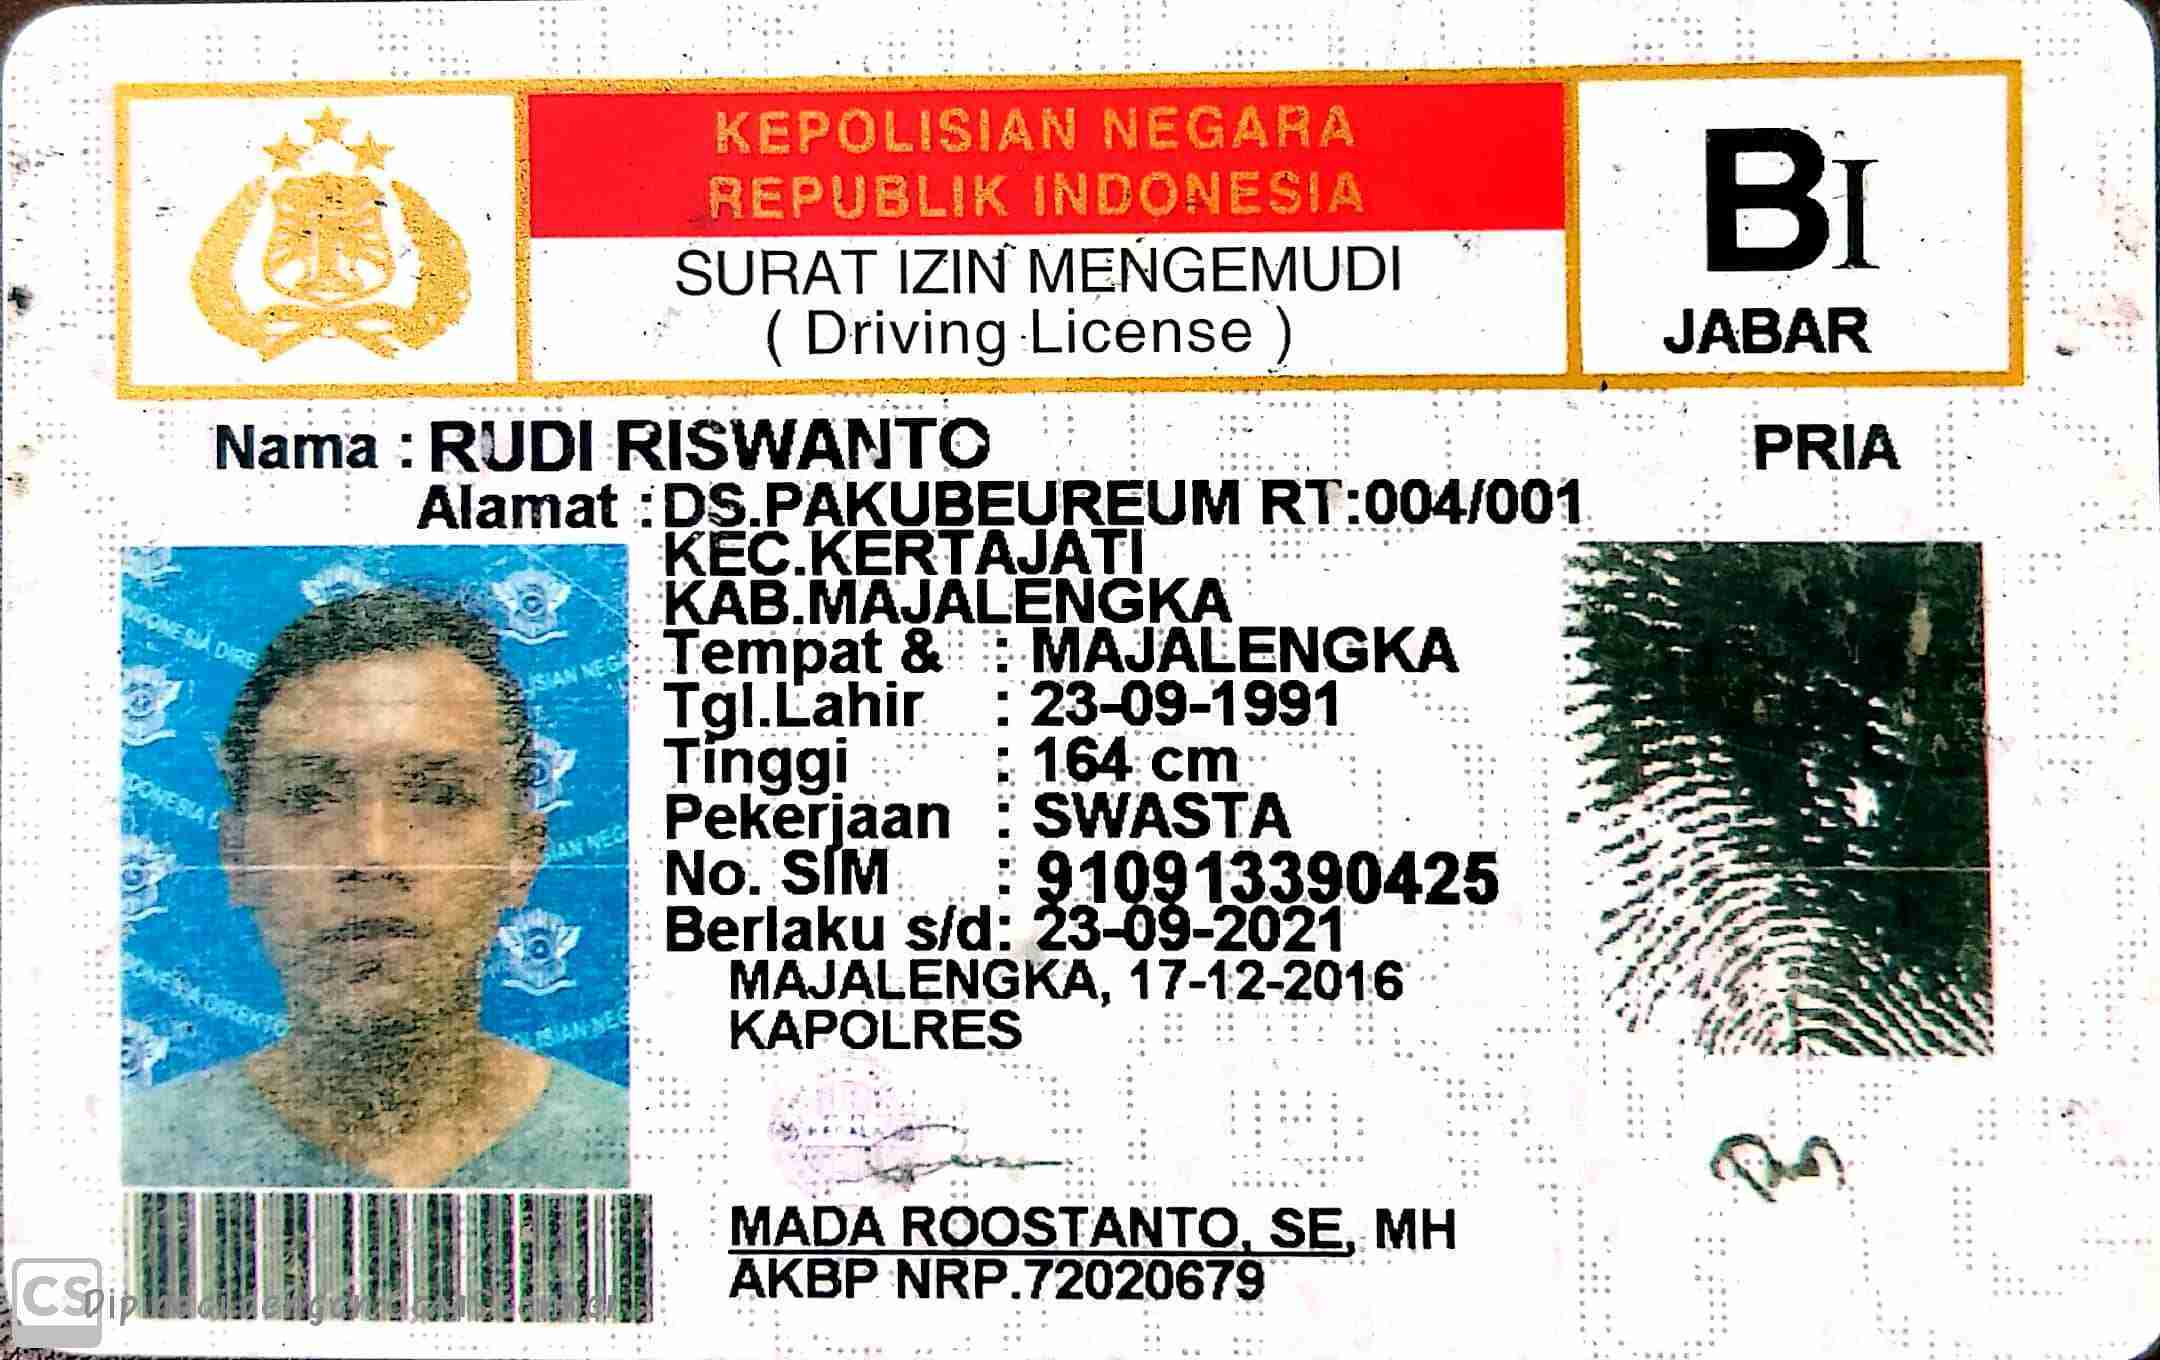 KEPOLISIAN NEGARA
REPUBLIK INDONESIA
SURAT IZIN MENGEMUDI
( Driving License )
BI
JABAR
Nama : RUDI RISWANTO
PRIA
Alamat : DS.PAKUBEUREUM RT:004/001
KEC.KERTAJATI
KAB.MAJALENGKA
Tempat & : MAJALENGKA
Tgl.Lahir : 23-09-1991
Tinggi : 164 cm
Pekerjaan : SWASTA
No. SIM : 910913390425
Berlaku s/d: 23-09-2021
MAJALENGKA, 17-12-2016
KAPOLRES
MADA ROOSTANTO, SE, MH
AKBP NRP.72020679
CS Dipindai dengan CamScanner